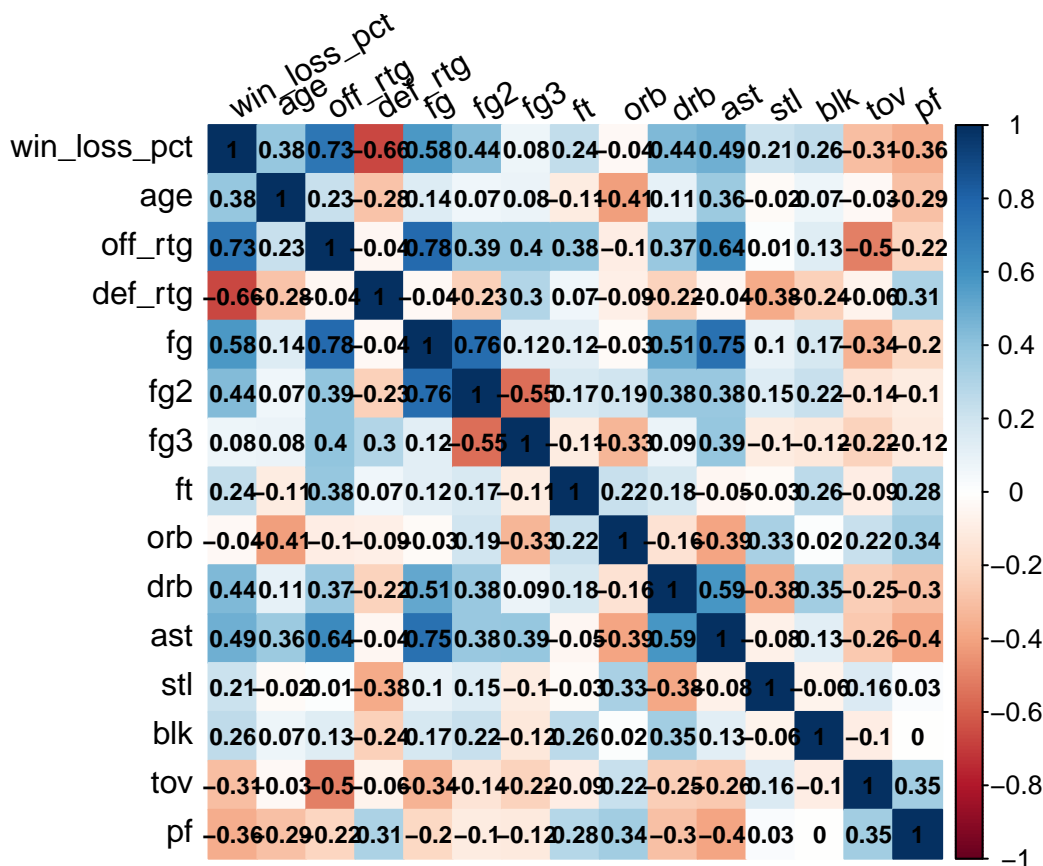 win_loss_pct age off_rtg def_rtg fg fg2 fg3 ft orb drb ast stl blk tov pf
win_loss_pct 1 0.38 0.73 −0.66 0.58 0.44 0.08 0.24 −0.04 0.44 0.49 0.21 0.26 −0.31 −0.36
age 0.38 1 0.23 −0.28 0.14 0.07 0.08 −0.11 −0.41 0.11 0.36 −0.02 0.07 −0.03 −0.29
off_rtg 0.73 0.23 1 −0.04 0.78 0.39 0.4 0.38 −0.1 0.37 0.64 0.01 0.13 −0.5 −0.22
def_rtg −0.66 −0.28 −0.04 1 −0.04 −0.23 0.3 0.07 −0.09 −0.22 −0.04 −0.38 −0.24 −0.06 0.31
fg 0.58 0.14 0.78 −0.04 1 0.76 0.12 0.12 −0.03 0.51 0.75 0.1 0.17 −0.34 −0.2
fg2 0.44 0.07 0.39 −0.23 0.76 1 −0.55 0.17 0.19 0.38 0.38 0.15 0.22 −0.14 −0.1
fg3 0.08 0.08 0.4 0.3 0.12 −0.55 1 −0.11 −0.33 0.09 0.39 −0.1 −0.12 −0.22 −0.12
ft 0.24 −0.11 0.38 0.07 0.12 0.17 −0.11 1 0.22 0.18 −0.05 −0.03 0.26 −0.09 0.28
orb −0.04 −0.41 −0.1 −0.09 −0.03 0.19 −0.33 0.22 1 −0.16 −0.39 0.33 0.02 0.22 0.34
drb 0.44 0.11 0.37 −0.22 0.51 0.38 0.09 0.18 −0.16 1 0.59 −0.38 0.35 −0.25 −0.3
ast 0.49 0.36 0.64 −0.04 0.75 0.38 0.39 −0.05 −0.39 0.59 1 −0.08 0.13 −0.26 −0.4
stl 0.21 −0.02 0.01 −0.38 0.1 0.15 −0.1 −0.03 0.33 −0.38 −0.08 1 −0.06 0.16 0.03
blk 0.26 0.07 0.13 −0.24 0.17 0.22 −0.12 0.26 0.02 0.35 0.13 −0.06 1 −0.1 0
tov −0.31 −0.03 −0.5 −0.06 −0.34 −0.14 −0.22 −0.09 0.22 −0.25 −0.26 0.16 −0.1 1 0.35
pf −0.36 −0.29 −0.22 0.31 −0.2 −0.1 −0.12 0.28 0.34 −0.3 −0.4 0.03 0 0.35 1
1
0.8
0.6
0.4
0.2
0
−0.2
−0.4
−0.6
−0.8
−1